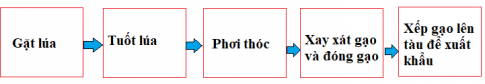 Gặt lúa
Tuốt lúa
Phơi thóc
Xay xát gạo
và đóng gạo
Xếp gạo lên
tàu để xuất
khẩu